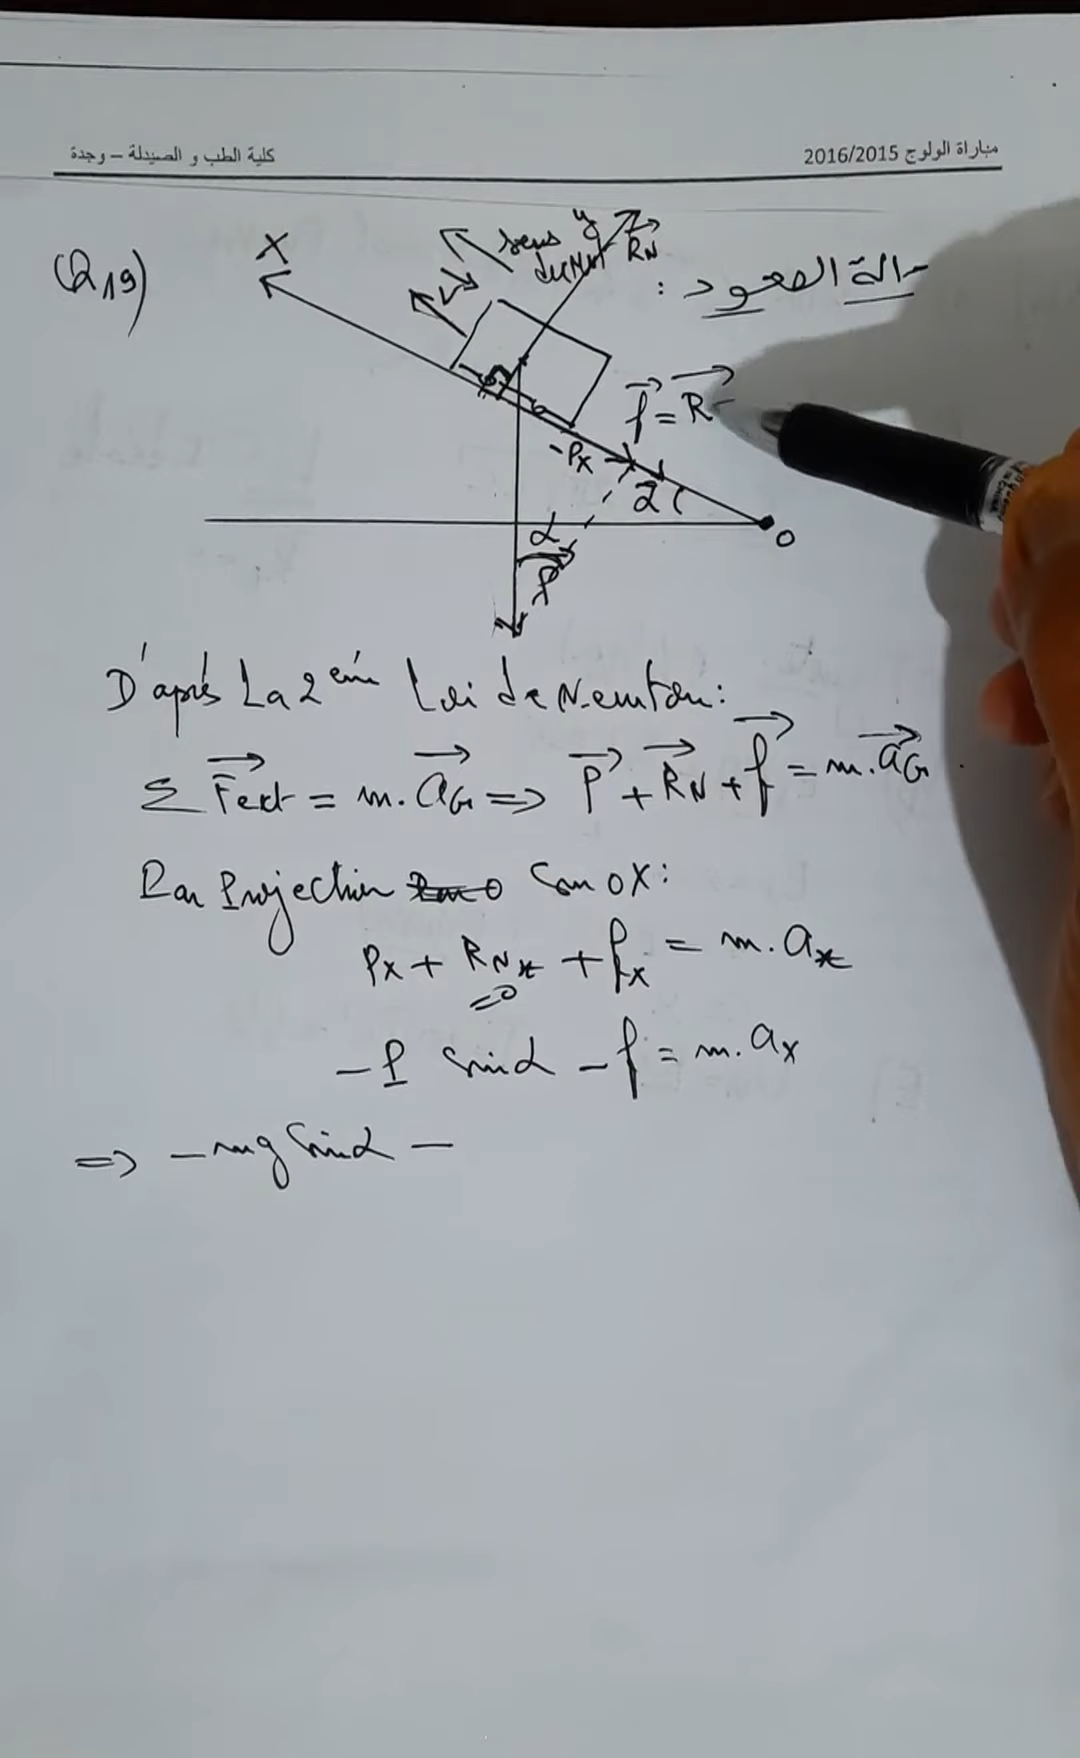 مباراة الولوج 2016/2015
كلية الطب و الصيدلة – وجدة
Q19)
حالة الصعود :
X
sens
du Mvt
y
RN
V
f = R
-Px
α
α
P
O
D'après La 2ème Loi de Newton:
Σ Fext = m. aG => P + RN + f = m. aG
Par Projection sur OX:
Px + RNx + fx = m. ax
=0
-P sin α - f = m. ax
=> - mg sin α -